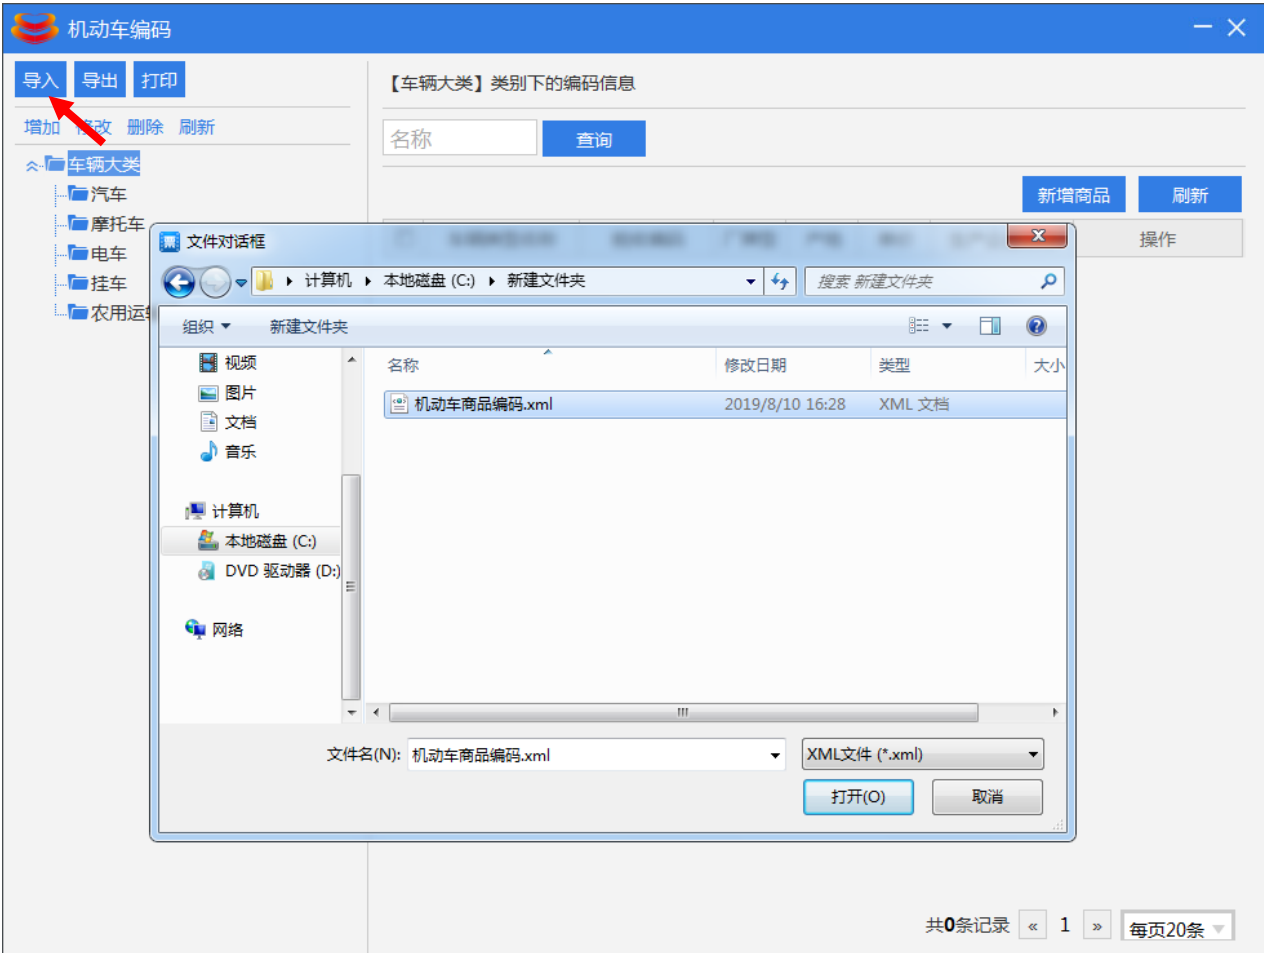 机动车编码
导入 导出 打印
增加 修改 删除 刷新
车辆大类
汽车
摩托车
电车
挂车
农用运
【车辆大类】类别下的编码信息
名称 查询
新增商品 刷新
操作
文件对话框
计算机 本地磁盘 (C:) 新建文件夹
搜索 新建文件夹
组织 新建文件夹
视频
图片
文档
音乐
计算机
本地磁盘 (C:)
DVD 驱动器 (D:)
网络
名称 修改日期 类型 大小
机动车商品编码.xml 2019/8/10 16:28 XML 文档
文件名(N): 机动车商品编码.xml XML文件 (*.xml)
打开(O) 取消
共0条记录 « 1 » 每页20条